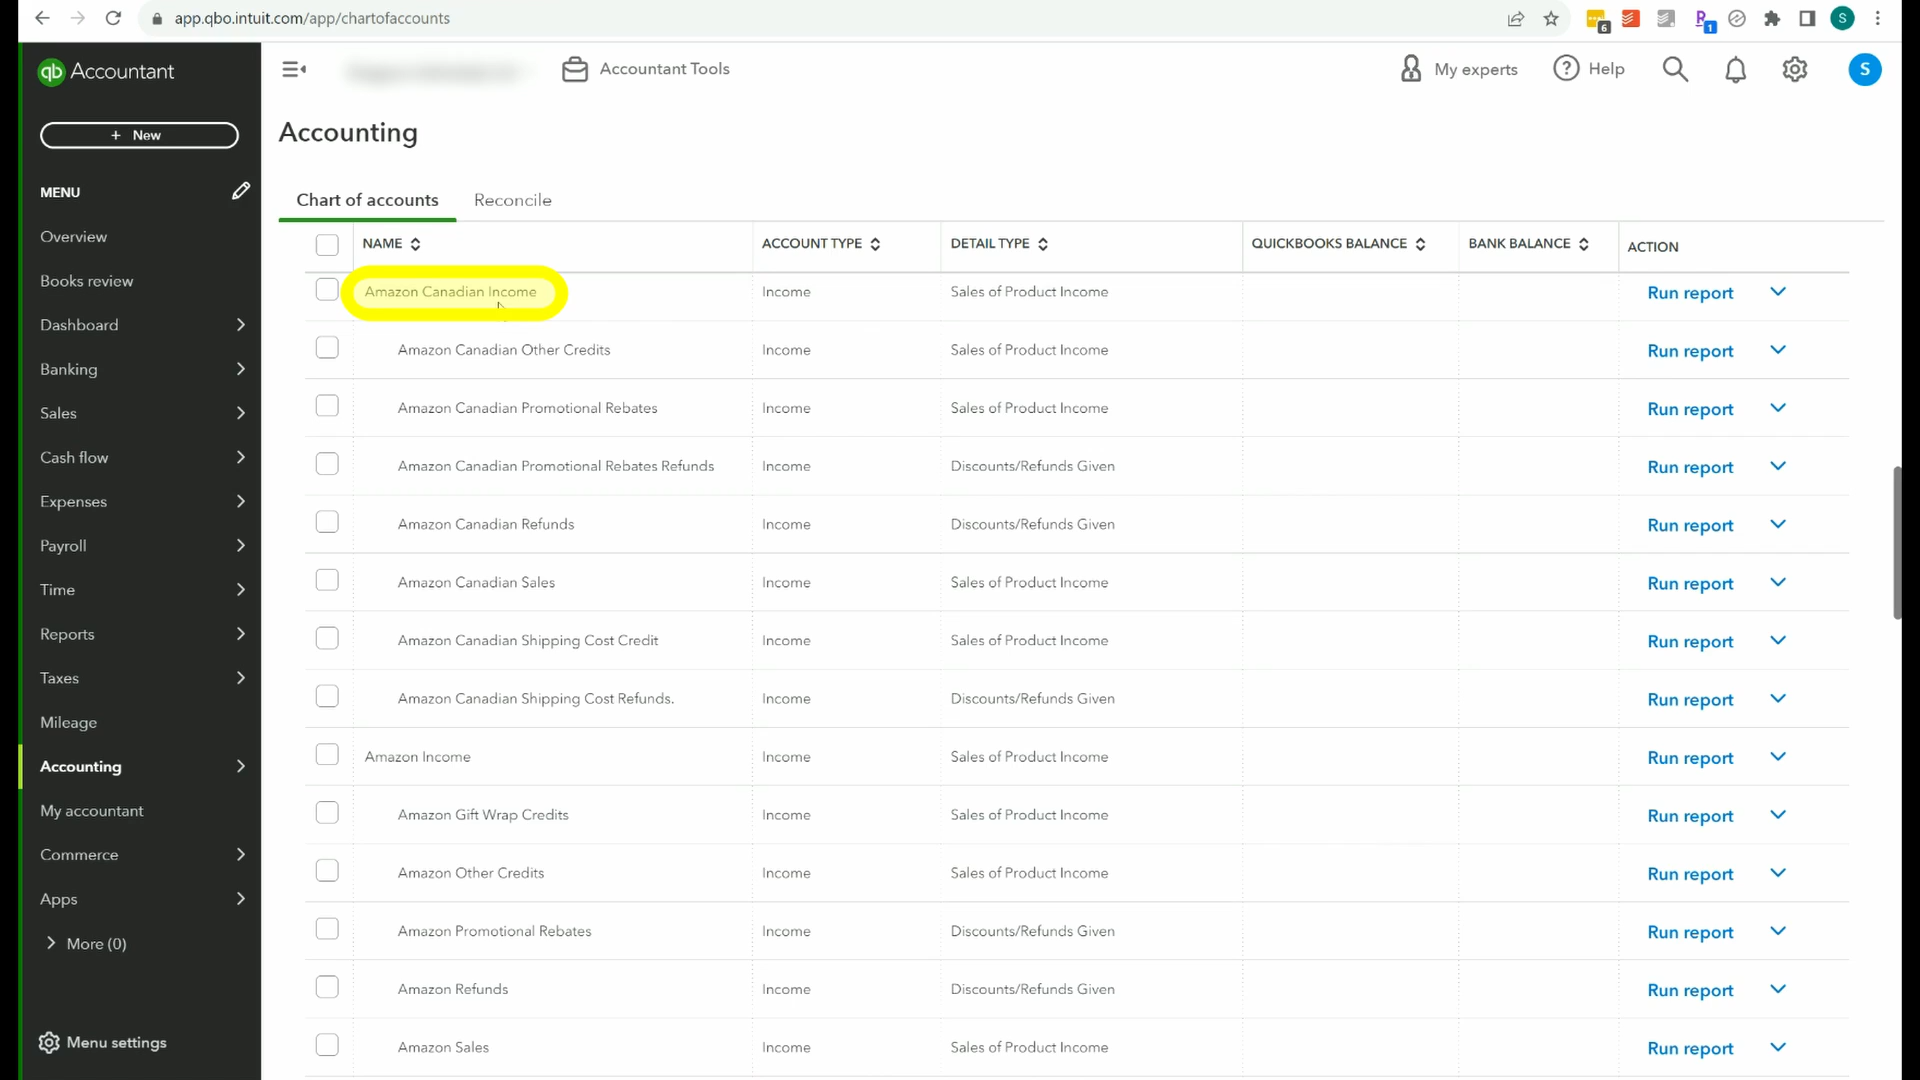 app.qbo.intuit.com/app/chartofaccounts
6
1
S
qb Accountant
Accountant Tools
My experts
Help
S
+ New
Accounting
MENU
Chart of accounts
Reconcile
Overview
Books review
Dashboard
Banking
Sales
Cash flow
Expenses
Payroll
Time
Reports
Taxes
Mileage
Accounting
My accountant
Commerce
Apps
More (0)
Menu settings
NAME ACCOUNT TYPE DETAIL TYPE QUICKBOOKS BALANCE BANK BALANCE ACTION
Amazon Canadian Income Income Sales of Product Income Run report
Amazon Canadian Other Credits Income Sales of Product Income Run report
Amazon Canadian Promotional Rebates Income Sales of Product Income Run report
Amazon Canadian Promotional Rebates Refunds Income Discounts/Refunds Given Run report
Amazon Canadian Refunds Income Discounts/Refunds Given Run report
Amazon Canadian Sales Income Sales of Product Income Run report
Amazon Canadian Shipping Cost Credit Income Sales of Product Income Run report
Amazon Canadian Shipping Cost Refunds. Income Discounts/Refunds Given Run report
Amazon Income Income Sales of Product Income Run report
Amazon Gift Wrap Credits Income Sales of Product Income Run report
Amazon Other Credits Income Sales of Product Income Run report
Amazon Promotional Rebates Income Discounts/Refunds Given Run report
Amazon Refunds Income Discounts/Refunds Given Run report
Amazon Sales Income Sales of Product Income Run report